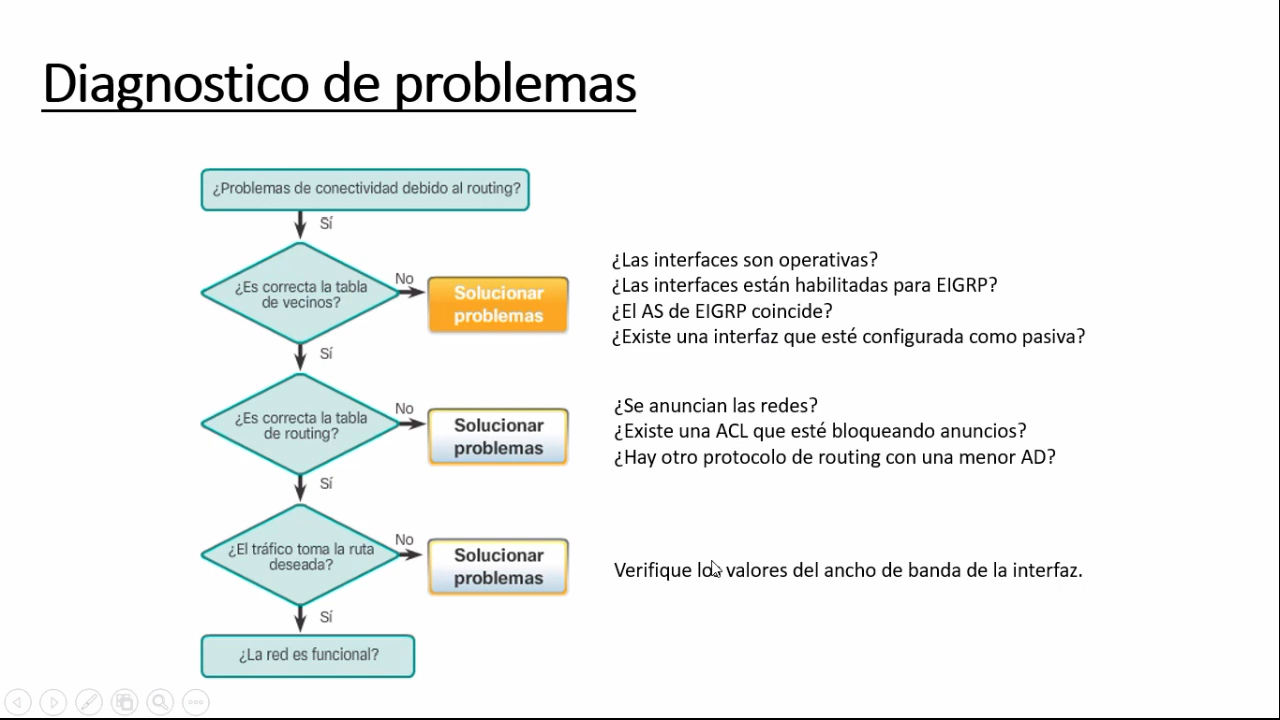 Diagnostico de problemas
¿Problemas de conectividad debido al routing?
Sí
¿Es correcta la tabla
de vecinos?
No
Solucionar
problemas
¿Las interfaces son operativas?
¿Las interfaces están habilitadas para EIGRP?
¿El AS de EIGRP coincide?
¿Existe una interfaz que esté configurada como pasiva?
Sí
¿Es correcta la tabla
de routing?
No
Solucionar
problemas
¿Se anuncian las redes?
¿Existe una ACL que esté bloqueando anuncios?
¿Hay otro protocolo de routing con una menor AD?
Sí
¿El tráfico toma la ruta
deseada?
No
Solucionar
problemas
Verifique los valores del ancho de banda de la interfaz.
Sí
¿La red es funcional?